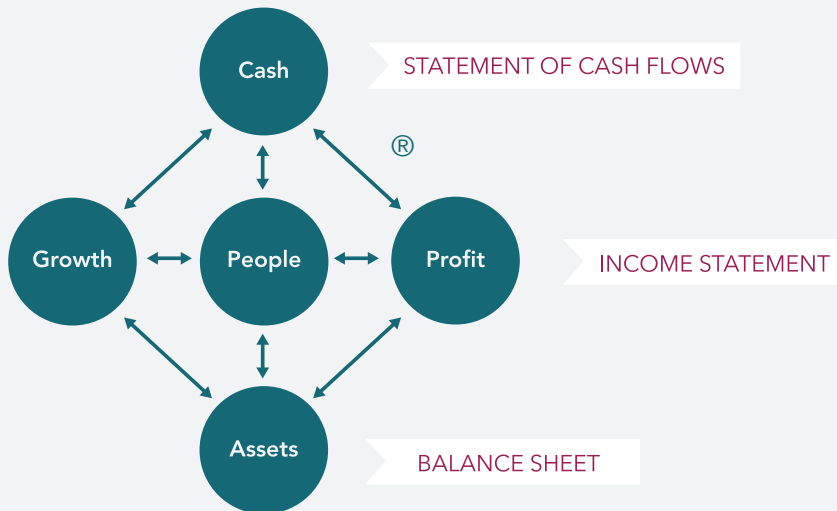 Cash
STATEMENT OF CASH FLOWS
®
Growth
People
Profit
INCOME STATEMENT
Assets
BALANCE SHEET